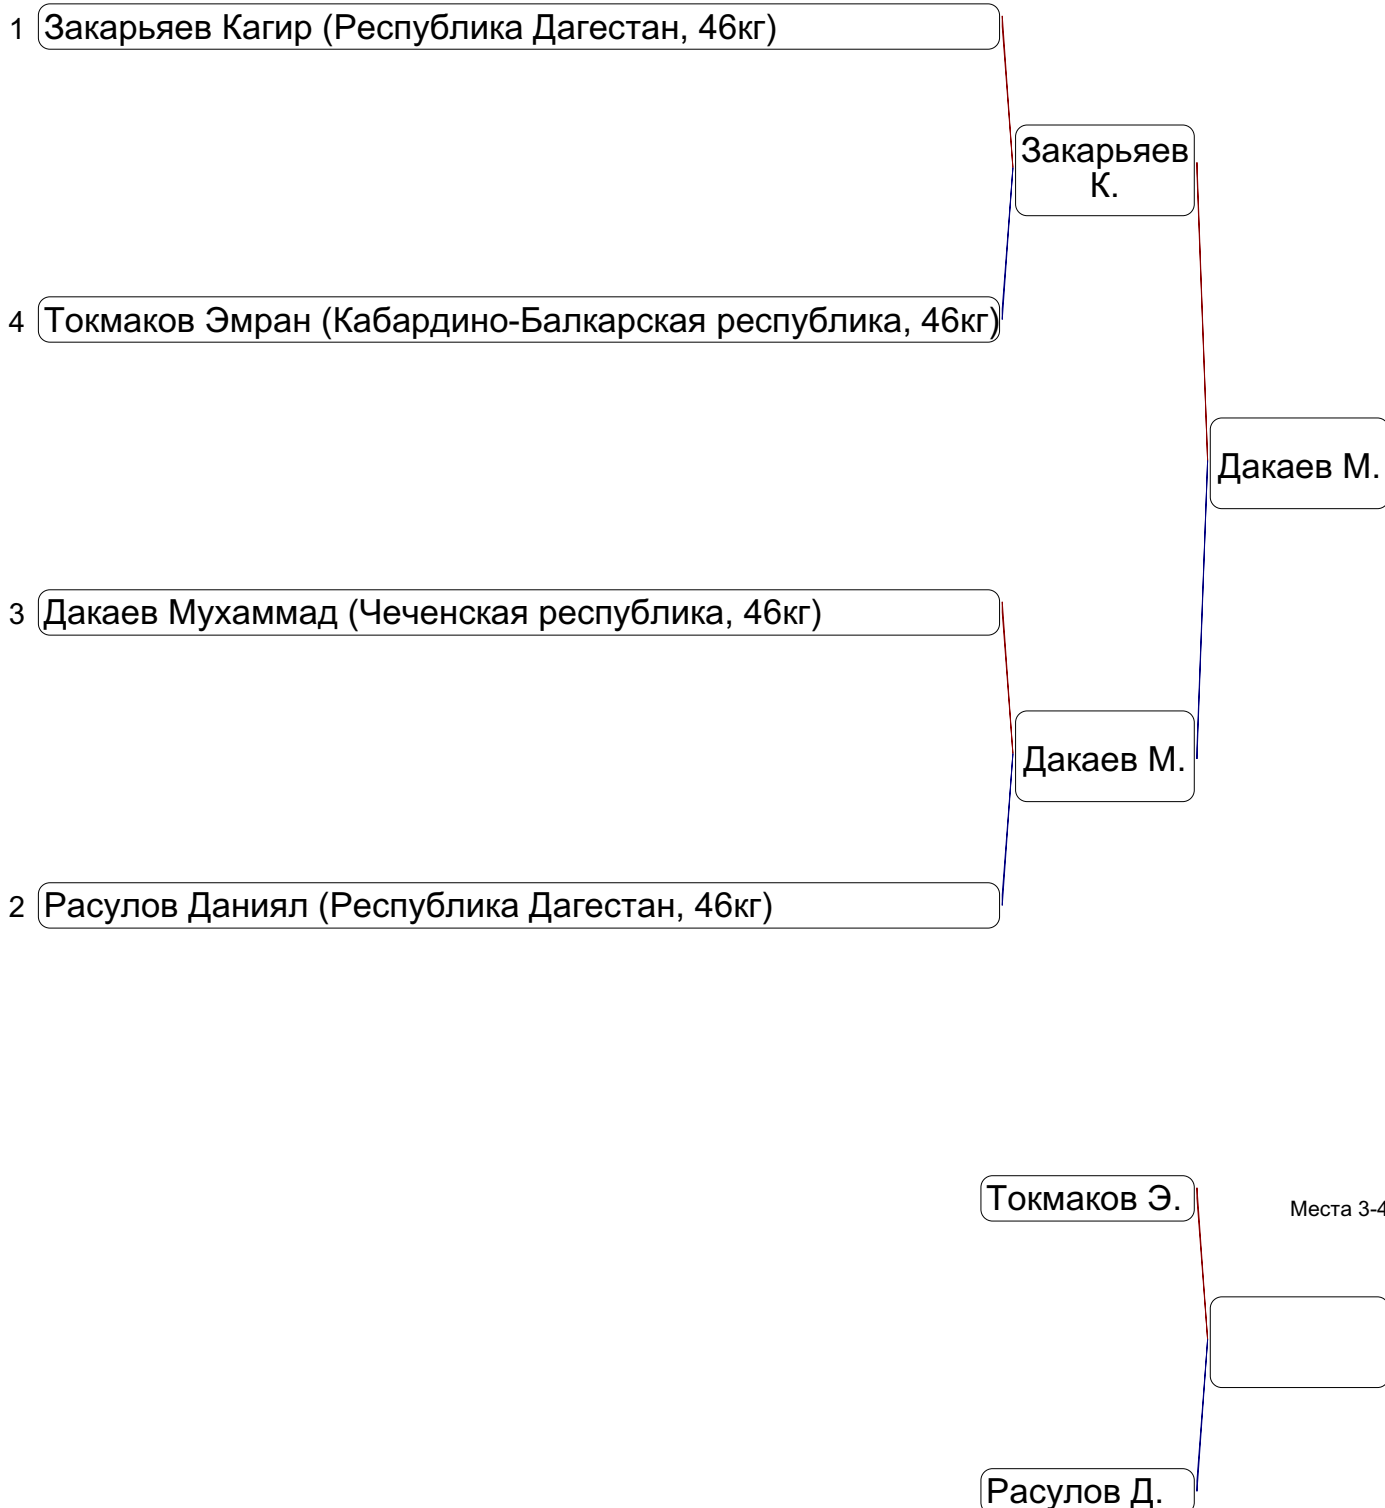 1 Закарьяев Кагир (Республика Дагестан, 46кг)
Закарьяев
К.
4 Токмаков Эмран (Кабардино-Балкарская республика, 46кг)
Дакаев М.
3 Дакаев Мухаммад (Чеченская республика, 46кг)
Дакаев М.
2 Расулов Даниял (Республика Дагестан, 46кг)
Токмаков Э.
Места 3-4
Расулов Д.